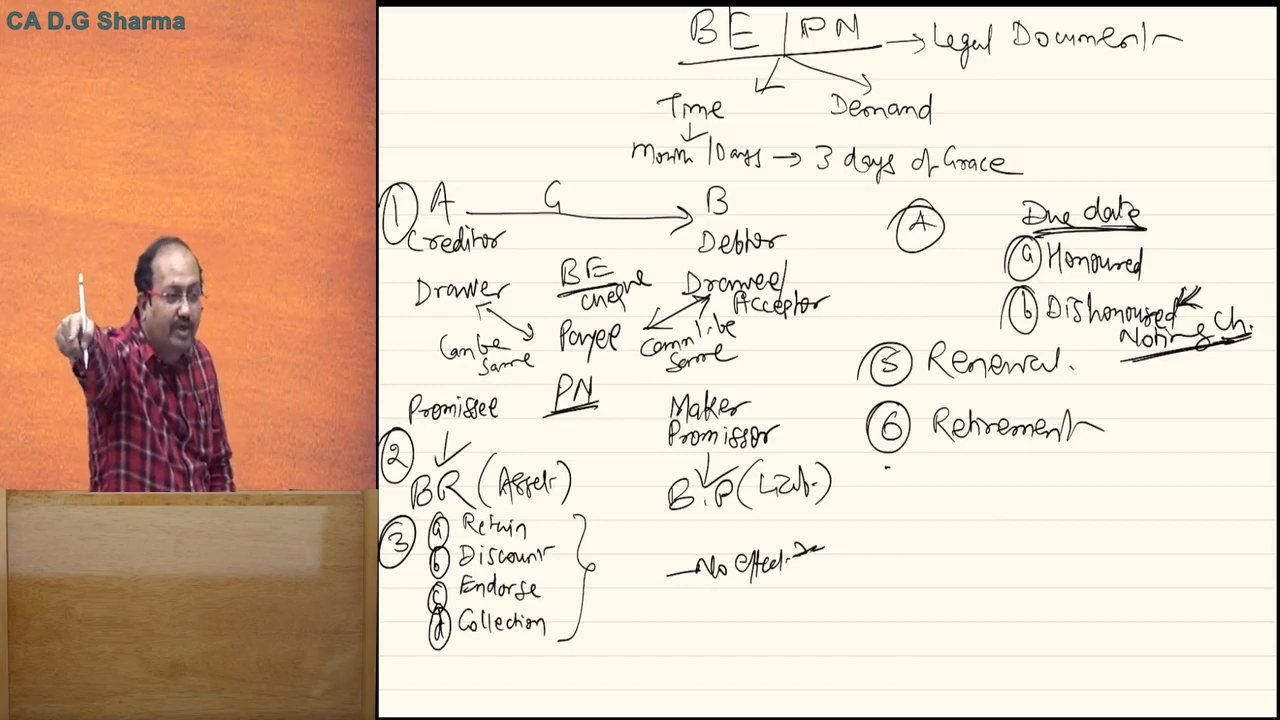 CA D.G Sharma
BE | PN → Legal Document
Time Demand
Month/Days → 3 days of Grace
① A G B
Creditor Debtor
Drawer BE Drawee/
cheque Acceptor
Payee
Can be Cannot be
same same
Promisee PN Maker
Promissor
② BR (Asset) B.P (Liab.)
③ ⓐ Retain
ⓑ Discount
ⓒ Endorse No effect
ⓓ Collection
④ Due date
ⓐ Honoured
ⓑ Dishonoured
Noting Ch.
⑤ Renewal.
⑥ Retirement